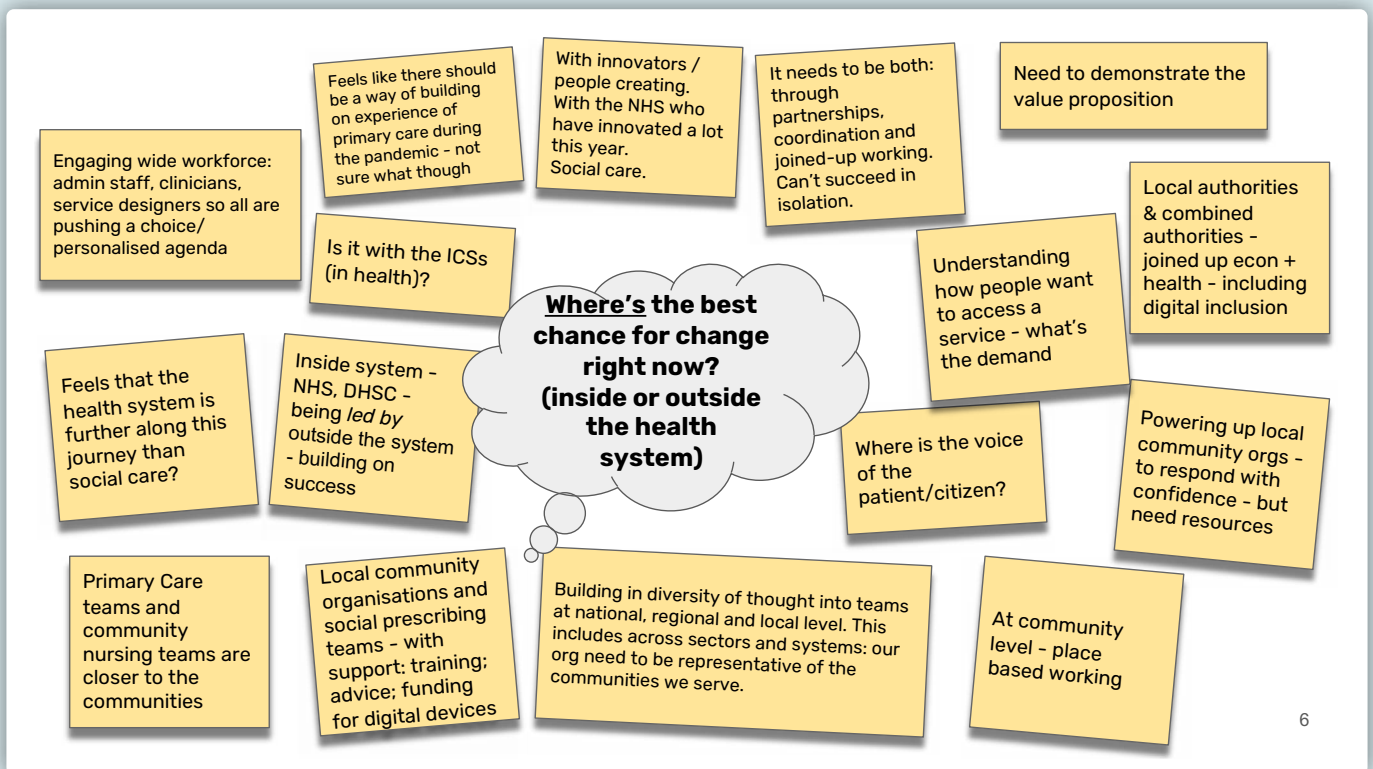 Feels like there should
be a way of building
on experience of
primary care during
the pandemic - not
sure what though
With innovators /
people creating.
With the NHS who
have innovated a lot
this year.
Social care.
It needs to be both:
through
partnerships,
coordination and
joined-up working.
Can't succeed in
isolation.
Need to demonstrate the
value proposition
Engaging wide workforce:
admin staff, clinicians,
service designers so all are
pushing a choice/
personalised agenda
Is it with the ICSs
(in health)?
Local authorities
& combined
authorities -
joined up econ +
health - including
digital inclusion
Understanding
how people want
to access a
service - what's
the demand
Where's the best
chance for change
right now?
(inside or outside
the health
system)
Feels that the
health system is
further along this
journey than
social care?
Inside system -
NHS, DHSC -
being led by
outside the system
- building on
success
Where is the voice
of the
patient/citizen?
Powering up local
community orgs -
to respond with
confidence - but
need resources
Primary Care
teams and
community
nursing teams are
closer to the
communities
Local community
organisations and
social prescribing
teams - with
support: training;
advice; funding
for digital devices
Building in diversity of thought into teams
at national, regional and local level. This
includes across sectors and systems: our
org need to be representative of the
communities we serve.
At community
level - place
based working
6